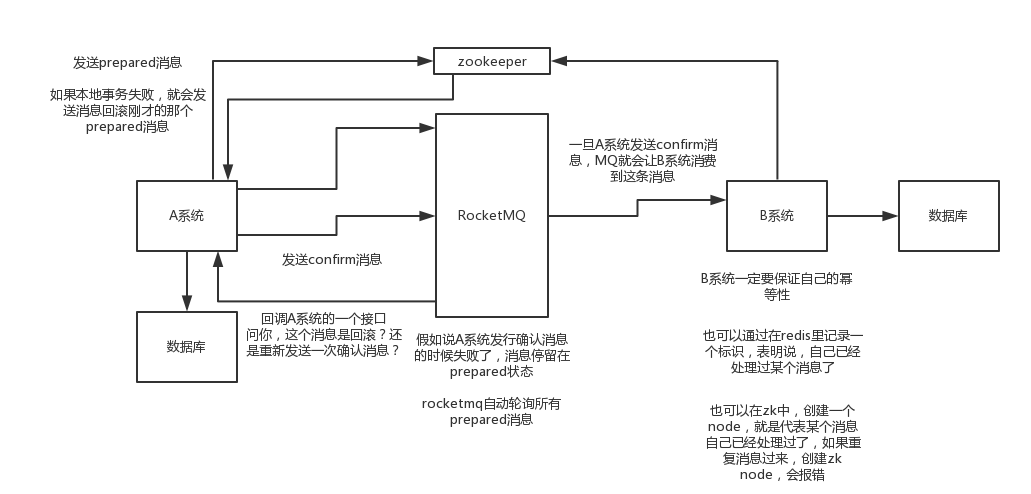 发送prepared消息
如果本地事务失败，就会发
送消息回滚刚才的那个
prepared消息
zookeeper
一旦A系统发送confirm消
息，MQ就会让B系统消费
到这条消息
A系统
RocketMQ
B系统
数据库
发送confirm消息
B系统一定要保证自己的幂
等性
数据库
回调A系统的一个接口
问你，这个消息是回滚？还
是重新发送一次确认消息？
假如说A系统发行确认消息
的时候失败了，消息停留在
prepared状态
rocketmq自动轮询所有
prepared消息
也可以通过在redis里记录一
个标识，表明说，自己已经
处理过某个消息了
也可以在zk中，创建一个
node，就是代表某个消息
自己已经处理过了，如果重
复消息过来，创建zk
node，会报错